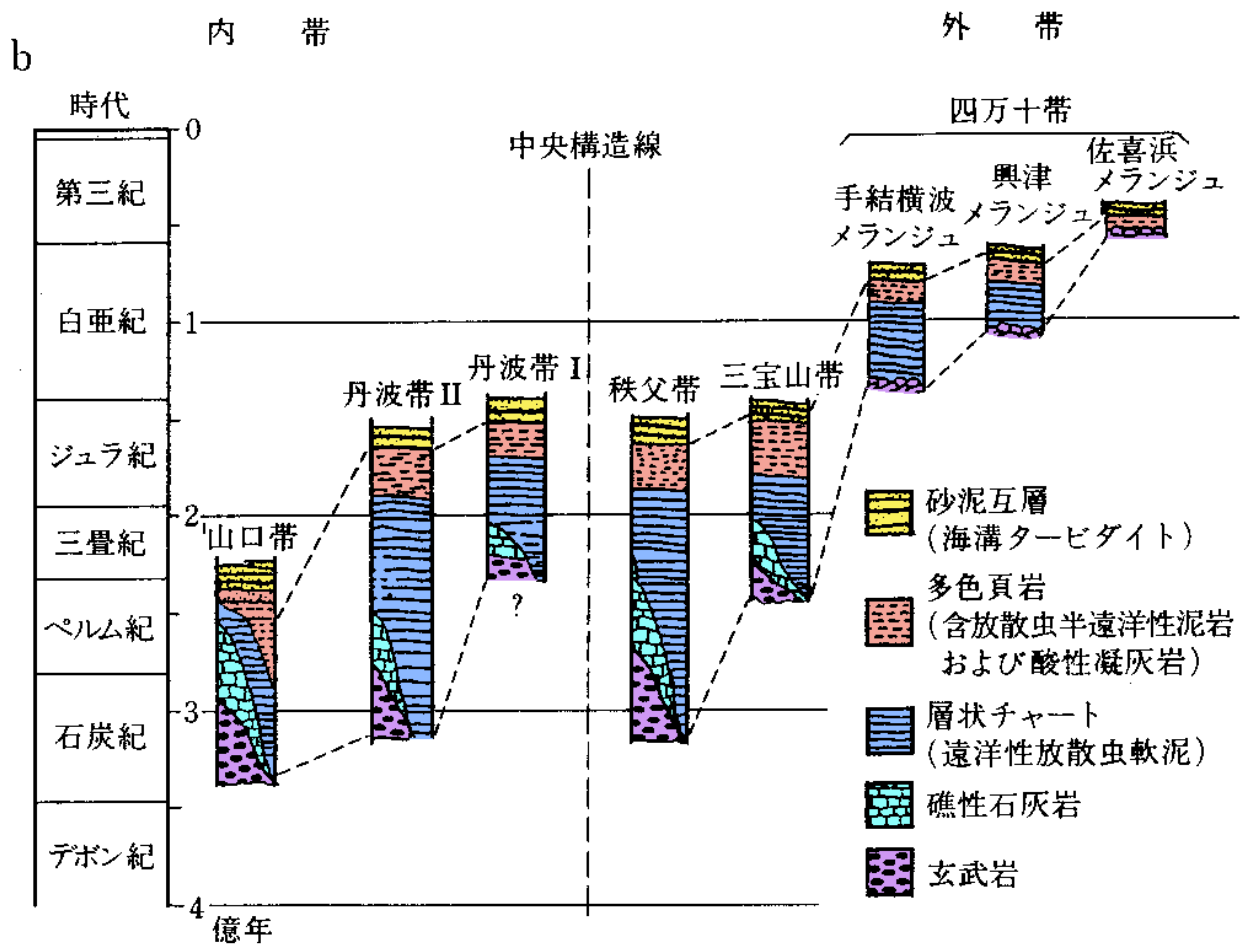 内 帯
外 帯
b
時代
第三紀
白亜紀
ジュラ紀
三畳紀
ペルム紀
石炭紀
デボン紀
0
1
2
3
4
億年
中央構造線
四万十帯
手結横波
メランジュ
興津
メランジュ
佐喜浜
メランジュ
山口帯
丹波帯 II
丹波帯 I
?
秩父帯
三宝山帯
砂泥互層
(海溝タービダイト)
多色頁岩
(含放散虫半遠洋性泥岩
および酸性凝灰岩)
層状チャート
(遠洋性放散虫軟泥)
礁性石灰岩
玄武岩